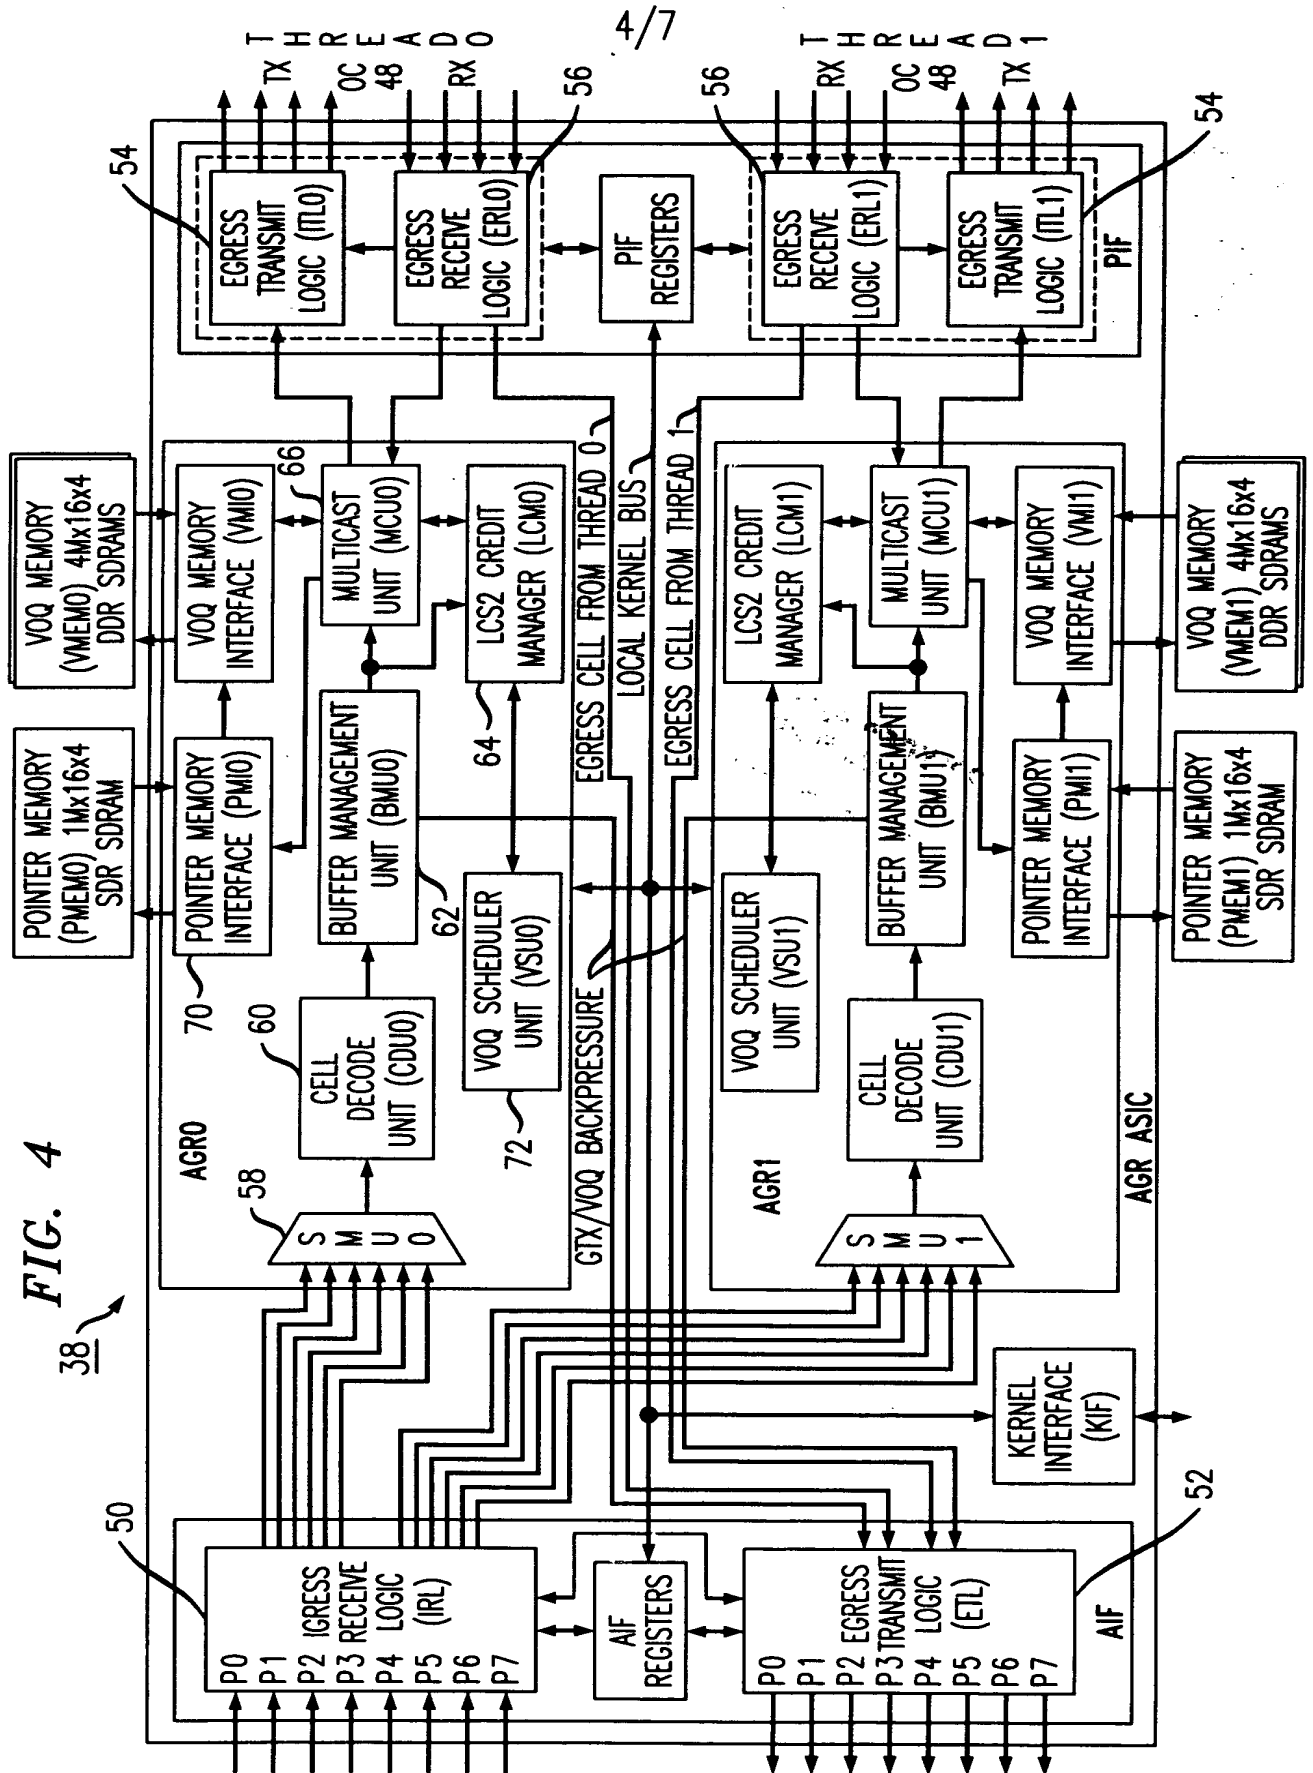 4/7
FIG. 4
38
THREAD 0
TX
OC
48
RX
THREAD 1
RX
OC
48
TX
54
56
56
54
EGRESS
TRANSMIT
LOGIC (ITL0)
EGRESS
RECEIVE
LOGIC (ERL0)
PIF
REGISTERS
EGRESS
RECEIVE
LOGIC (ERL1)
EGRESS
TRANSMIT
LOGIC (ITL1)
PIF
VOQ MEMORY
(VMEM0) 4Mx16x4
DDR SDRAMS
POINTER MEMORY
(PMEM0) 1Mx16x4
SDR SDRAM
VOQ MEMORY
INTERFACE (VMI0)
66
MULTICAST
UNIT (MCU0)
LCS2 CREDIT
MANAGER (LCM0)
64
POINTER MEMORY
INTERFACE (PMI0)
70
BUFFER MANAGEMENT
UNIT (BMU0)
62
VOQ SCHEDULER
UNIT (VSU0)
72
60
CELL
DECODE
UNIT (CDU0)
AGR0
58
SMU0
EGRESS CELL FROM THREAD 0
LOCAL KERNEL BUS
EGRESS CELL FROM THREAD 1
GTX/VOQ BACKPRESSURE
LCS2 CREDIT
MANAGER (LCM1)
MULTICAST
UNIT (MCU1)
VOQ MEMORY
INTERFACE (VMI1)
VOQ MEMORY
(VMEM1) 4Mx16x4
DDR SDRAMS
VOQ SCHEDULER
UNIT (VSU1)
BUFFER MANAGEMENT
UNIT (BMU1)
POINTER MEMORY
INTERFACE (PMI1)
POINTER MEMORY
(PMEM1) 1Mx16x4
SDR SDRAM
CELL
DECODE
UNIT (CDU1)
AGR1
SMU1
AGR ASIC
KERNEL
INTERFACE
(KIF)
50
IGRESS
RECEIVE
LOGIC
(IRL)
P0
P1
P2
P3
P4
P5
P6
P7
AIF
REGISTERS
EGRESS
TRANSMIT
LOGIC
(ETL)
P0
P1
P2
P3
P4
P5
P6
P7
52
AIF